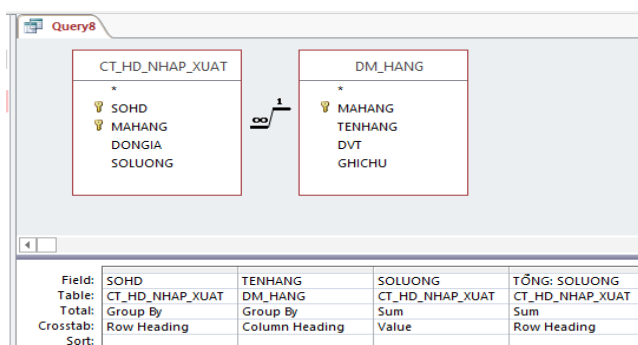 Query8
CT_HD_NHAP_XUAT
*
SOHD
MAHANG
DONGIA
SOLUONG
∞ 1
DM_HANG
*
MAHANG
TENHANG
DVT
GHICHU
Field: SOHD TENHANG SOLUONG TỔNG: SOLUONG
Table: CT_HD_NHAP_XUAT DM_HANG CT_HD_NHAP_XUAT CT_HD_NHAP_XUAT
Total: Group By Group By Sum Sum
Crosstab: Row Heading Column Heading Value Row Heading
Sort: